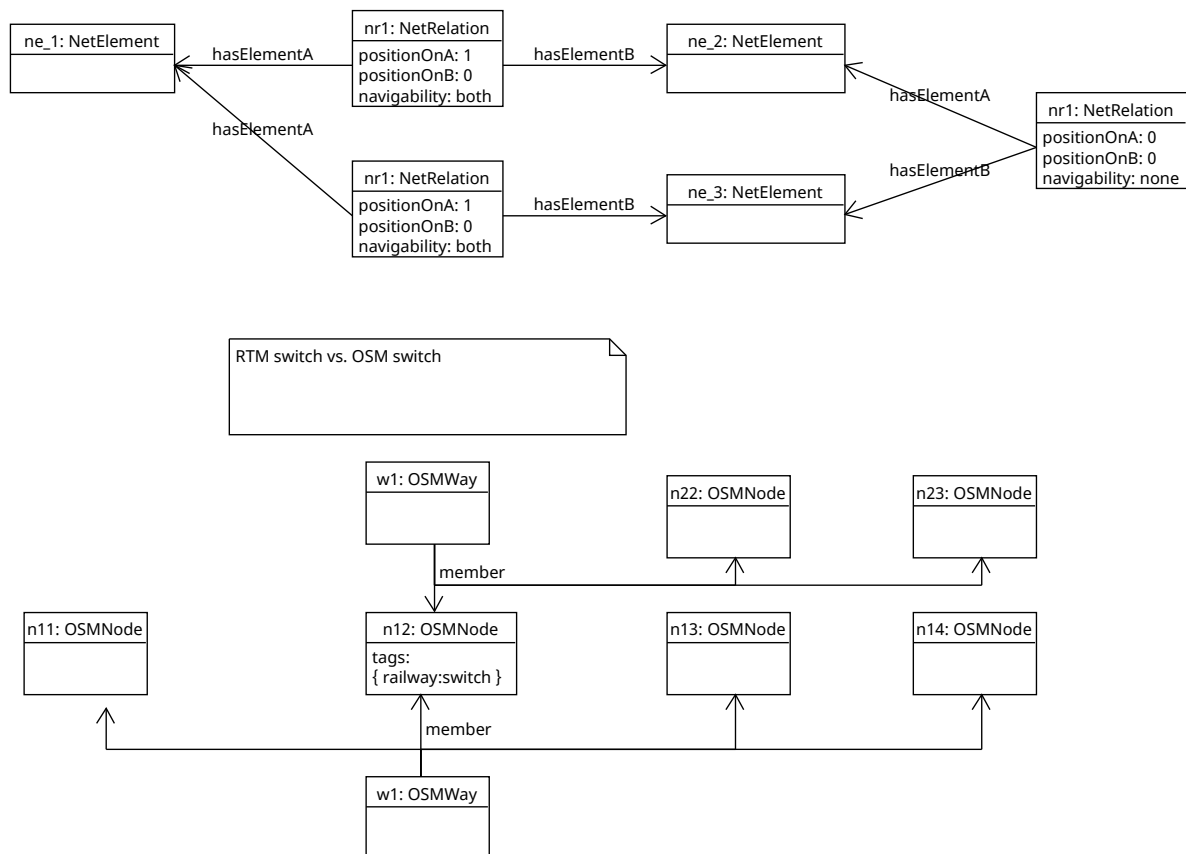 ne_1: NetElement
hasElementA
nr1: NetRelation
positionOnA: 1
positionOnB: 0
navigability: both
hasElementB
ne_2: NetElement
hasElementA
hasElementA
nr1: NetRelation
positionOnA: 0
positionOnB: 0
navigability: none
hasElementB
nr1: NetRelation
positionOnA: 1
positionOnB: 0
navigability: both
hasElementB
ne_3: NetElement
RTM switch vs. OSM switch
w1: OSMWay
n22: OSMNode
n23: OSMNode
member
n11: OSMNode
n12: OSMNode
tags:
{ railway:switch }
n13: OSMNode
n14: OSMNode
member
w1: OSMWay